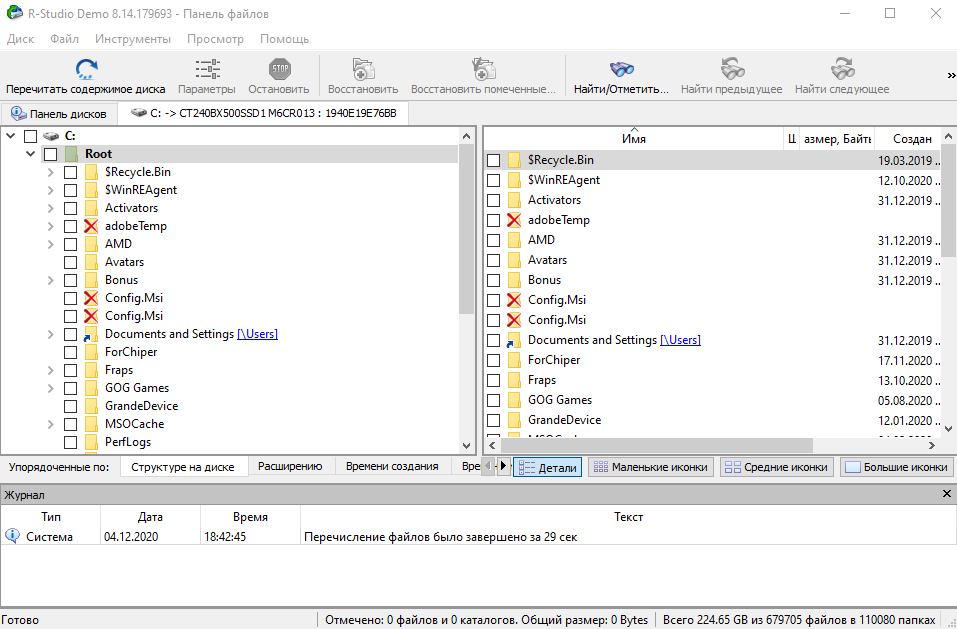 R-Studio Demo 8.14.179693 - Панель файлов
Диск Файл Инструменты Просмотр Помощь
STOP
Перечитать содержимое диска Параметры Остановить Восстановить Восстановить помеченные... Найти/Отметить... Найти предыдущее Найти следующее »
Панель дисков C: -> CT240BX500SSD1 M6CR013 : 1940E19E76BB
C:
Root
$Recycle.Bin
$WinREAgent
Activators
adobeTemp
AMD
Avatars
Bonus
Config.Msi
Config.Msi
Documents and Settings [\Users]
ForChiper
Fraps
GOG Games
GrandeDevice
MSOCache
PerfLogs
Имя Ц азмер, Байты Создан
$Recycle.Bin 19.03.2019 ..
$WinREAgent 12.10.2020 ..
Activators 31.12.2019 ..
adobeTemp
AMD 31.12.2019 ..
Avatars 31.12.2019 ..
Bonus 31.12.2019 ..
Config.Msi
Config.Msi
Documents and Settings [\Users] 31.12.2019 ..
ForChiper 17.11.2020 ..
Fraps 13.10.2020 ..
GOG Games 05.08.2020 ..
GrandeDevice 12.01.2020 ..
Упорядоченные по: Структуре на диске Расширению Времени создания Вре
Детали Маленькие иконки Средние иконки Большие иконки
Журнал
Тип Дата Время Текст
Система 04.12.2020 18:42:45 Перечисление файлов было завершено за 29 сек
Готово Отмечено: 0 файлов и 0 каталогов. Общий размер: 0 Bytes Всего 224.65 GB из 679705 файлов в 110080 папках